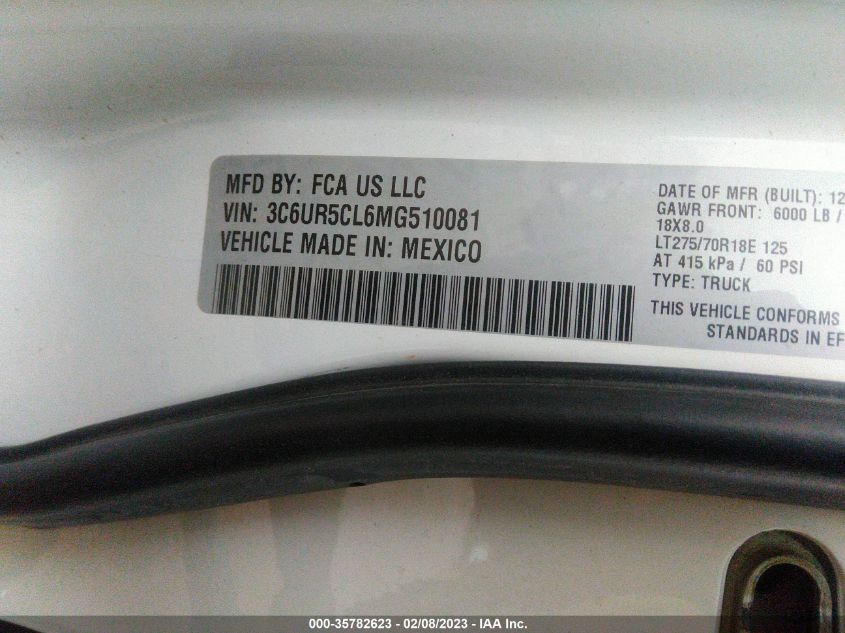 MFD BY: FCA US LLC
VIN: 3C6UR5CL6MG510081
VEHICLE MADE IN: MEXICO
DATE OF MFR (BUILT): 12
GAWR FRONT: 6000 LB /
18X8.0
LT275/70R18E 125
AT 415 kPa / 60 PSI
TYPE: TRUCK
THIS VEHICLE CONFORMS
STANDARDS IN EF
000-35782623 - 02/08/2023 - IAA Inc.